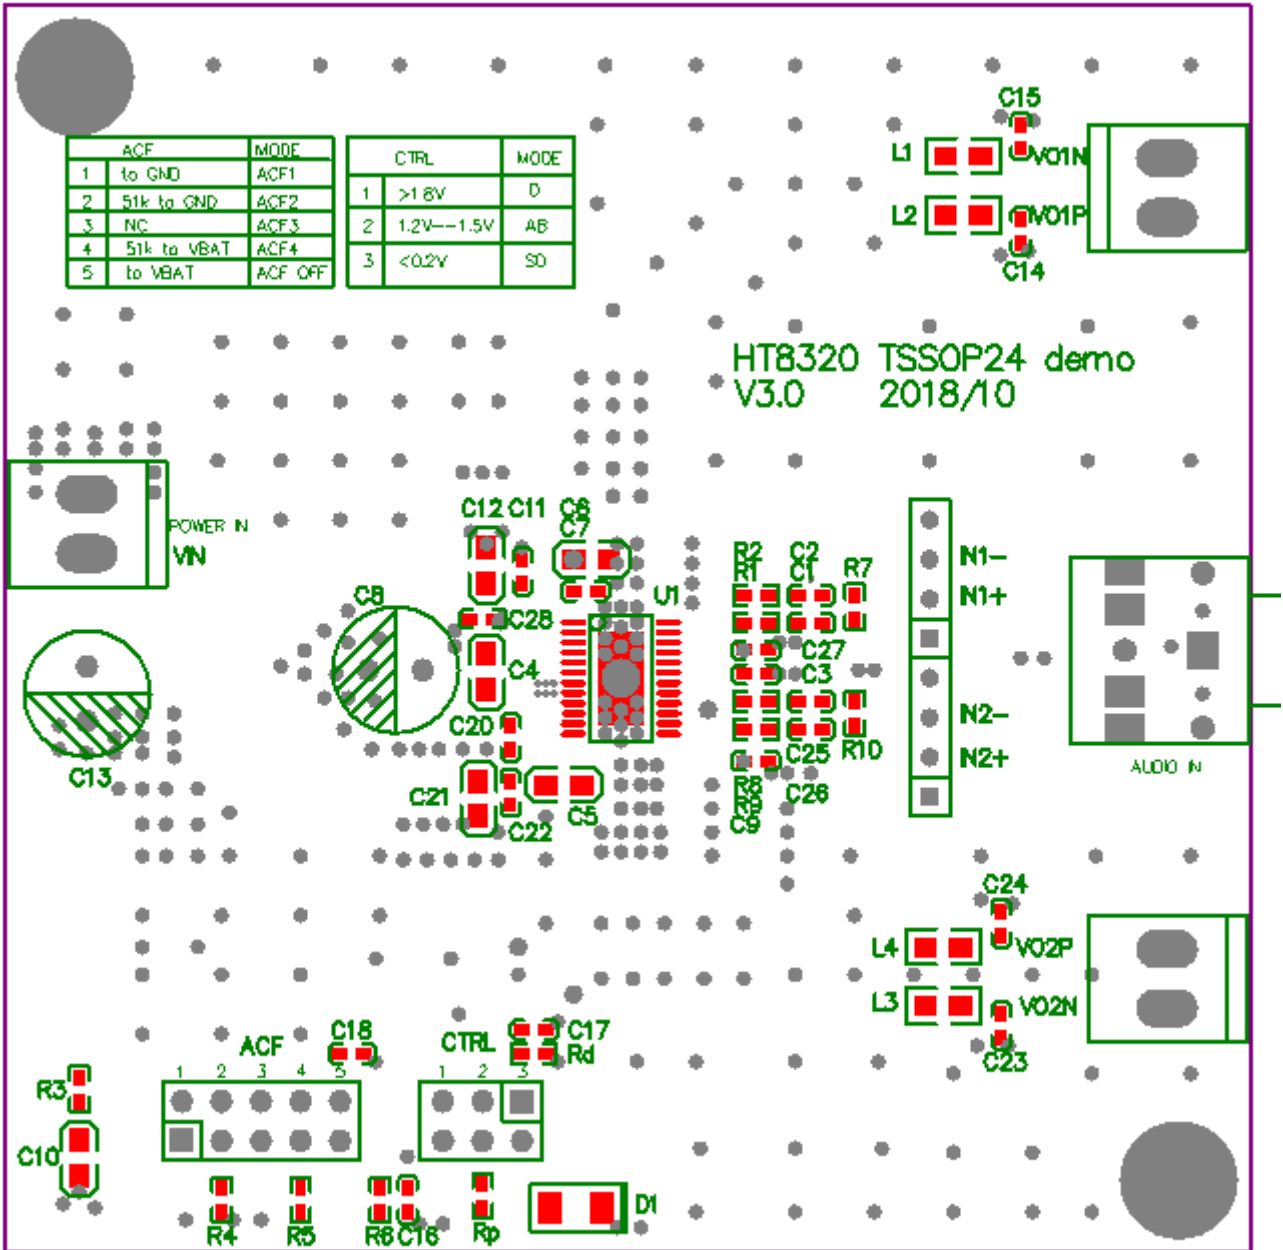 C15
L1
VO1N
L2
VO1P
C14
ACF MODE
1 to GND ACF1
2 51k to GND ACF2
3 NC ACF3
4 51k to VBAT ACF4
5 to VBAT ACF OFF
CTRL MODE
1 >1.8V D
2 1.2V--1.5V AB
3 <0.2V SD
HT8320 TSSOP24 demo
V3.0 2018/10
POWER IN
VIN
C13
C12 C11 C6
C7
C8
C28
U1
C4
C20
C21
C22
C5
R2 C2
R1 C1 R7
C27
C3
C25 R10
R8
R9
C9
C26
IN1-
IN1+
IN2-
IN2+
AUDIO IN
C24
L4
VO2P
L3
VO2N
C23
ACF
C18
1 2 3 4 5
CTRL
C17
Rd
1 2 3
R3
C10
R4
R5
R6
C16
Rp
D1